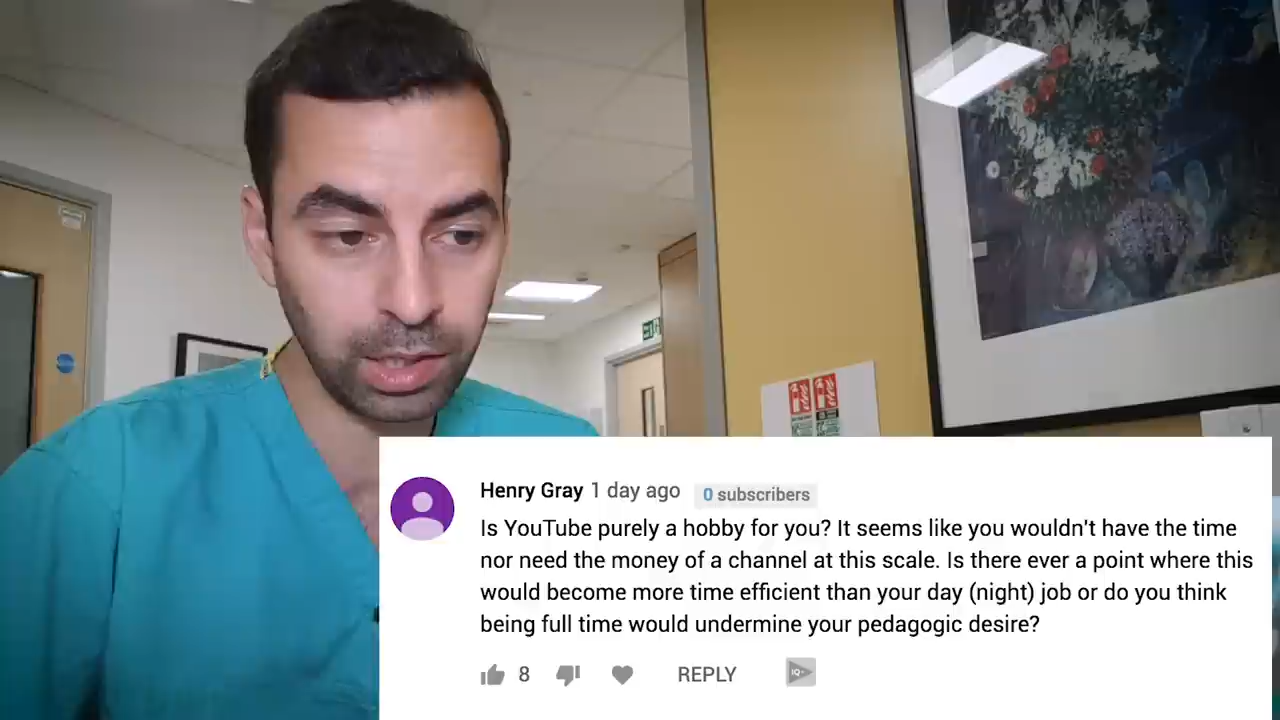 Henry Gray 1 day ago 0 subscribers
Is YouTube purely a hobby for you? It seems like you wouldn't have the time
nor need the money of a channel at this scale. Is there ever a point where this
would become more time efficient than your day (night) job or do you think
being full time would undermine your pedagogic desire?
8 REPLY
IQ